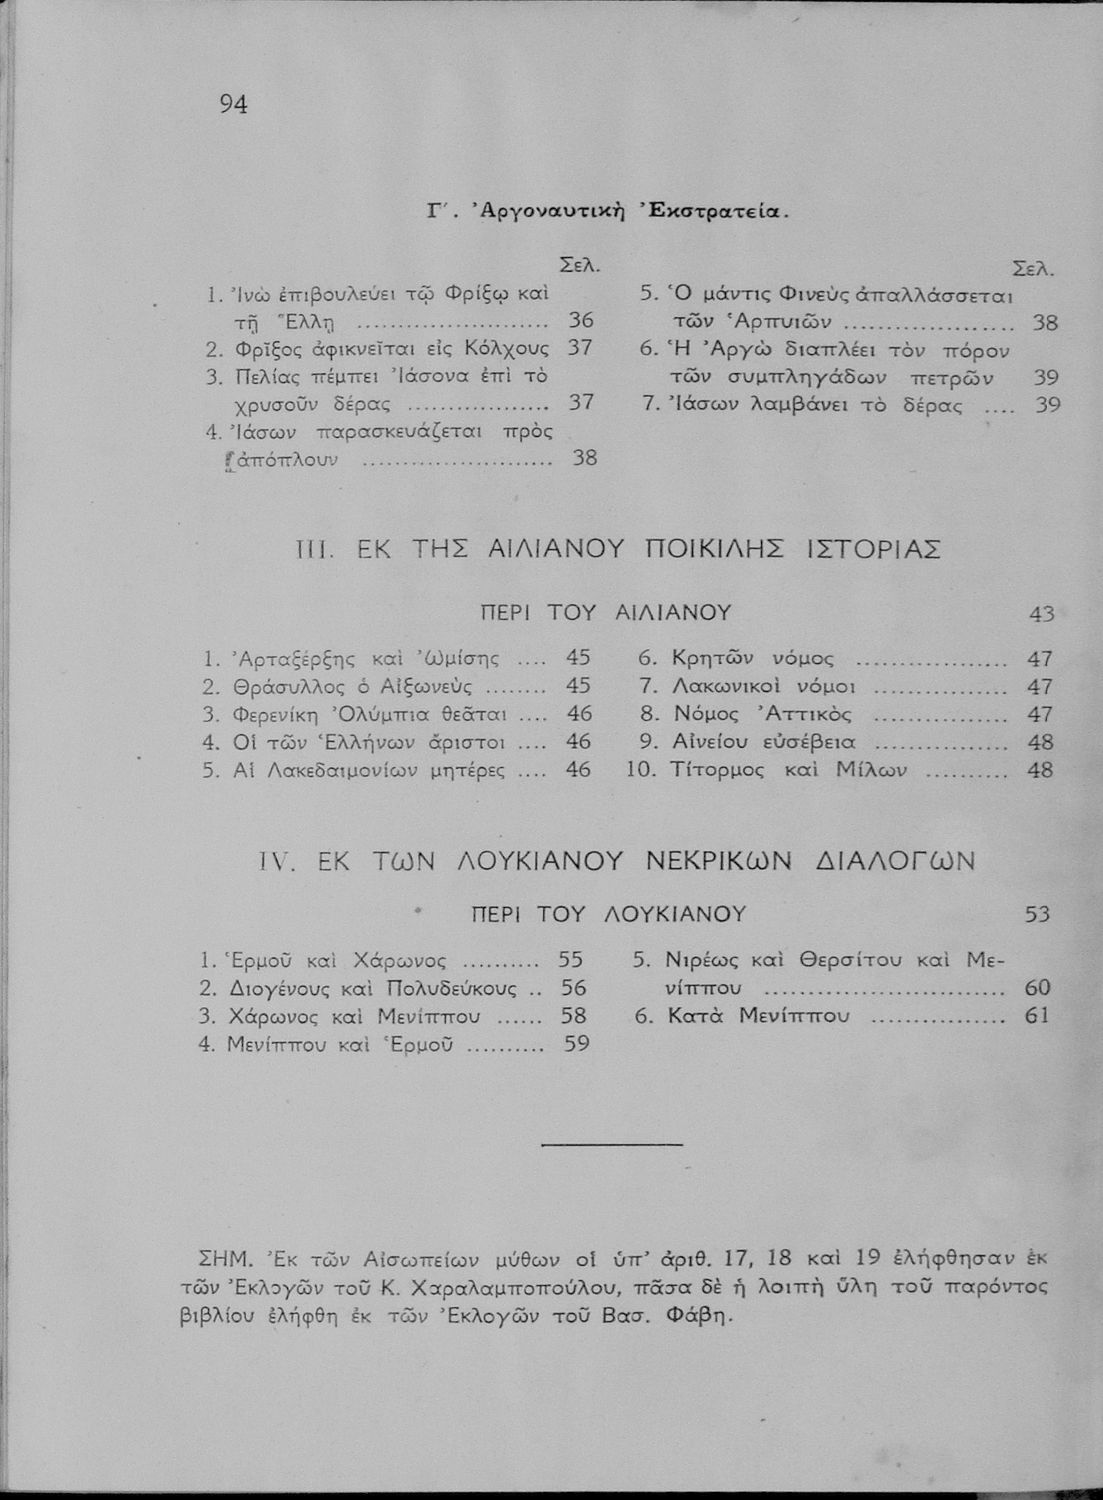 94
Γ΄. Ἀργοναυτικὴ Ἐκστρατεία.
Σελ.
1. Ἰνὼ ἐπιβουλεύει τῷ Φρίξῳ καὶ
τῇ Ἕλλῃ ........................ 36
2. Φρῖξος ἀφικνεῖται εἰς Κόλχους 37
3. Πελίας πέμπει Ἰάσονα ἐπὶ τὸ
χρυσοῦν δέρας .................. 37
4. Ἰάσων παρασκευάζεται πρὸς
ἀπόπλουν ........................ 38
Σελ.
5. Ὁ μάντις Φινεὺς ἀπαλλάσσεται
τῶν Ἁρπυιῶν ..................... 38
6. Ἡ Ἀργὼ διαπλέει τὸν πόρον
τῶν συμπληγάδων πετρῶν 39
7. Ἰάσων λαμβάνει τὸ δέρας .... 39
III. ΕΚ ΤΗΣ ΑΙΛΙΑΝΟΥ ΠΟΙΚΙΛΗΣ ΙΣΤΟΡΙΑΣ
ΠΕΡΙ ΤΟΥ ΑΙΛΙΑΝΟΥ 43
1. Ἀρταξέρξης καὶ Ὠμίσης .... 45
2. Θράσυλλος ὁ Αἰξωνεὺς ........ 45
3. Φερενίκη Ὀλύμπια θεᾶται .... 46
4. Οἱ τῶν Ἑλλήνων ἄριστοι .... 46
5. Αἱ Λακεδαιμονίων μητέρες .... 46
6. Κρητῶν νόμος ................... 47
7. Λακωνικοὶ νόμοι ................. 47
8. Νόμος Ἀττικὸς ................. 47
9. Αἰνείου εὐσέβεια ................. 48
10. Τίτορμος καὶ Μίλων .......... 48
IV. ΕΚ ΤΩΝ ΛΟΥΚΙΑΝΟΥ ΝΕΚΡΙΚΩΝ ΔΙΑΛΟΓΩΝ
ΠΕΡΙ ΤΟΥ ΛΟΥΚΙΑΝΟΥ 53
1. Ἑρμοῦ καὶ Χάρωνος .......... 55
2. Διογένους καὶ Πολυδεύκους .. 56
3. Χάρωνος καὶ Μενίππου ...... 58
4. Μενίππου καὶ Ἑρμοῦ .......... 59
5. Νιρέως καὶ Θερσίτου καὶ Με-
νίππου .............................. 60
6. Κατὰ Μενίππου ................. 61
ΣΗΜ. Ἐκ τῶν Αἰσωπείων μύθων οἱ ὑπ' ἀριθ. 17, 18 καὶ 19 ἐλήφθησαν ἐκ
τῶν Ἐκλογῶν τοῦ Κ. Χαραλαμποπούλου, πᾶσα δὲ ἡ λοιπὴ ὕλη τοῦ παρόντος
βιβλίου ἐλήφθη ἐκ τῶν Ἐκλογῶν τοῦ Βασ. Φάβη.